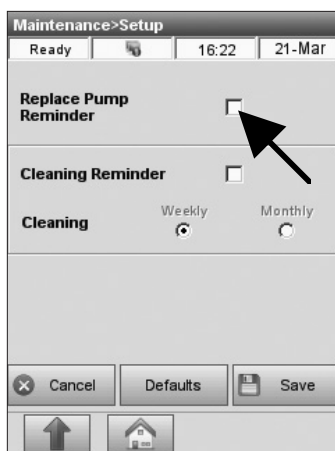 Maintenance>Setup
Ready 16:22 21-Mar
Replace Pump
Reminder
Cleaning Reminder
Weekly Monthly
Cleaning
Cancel Defaults Save